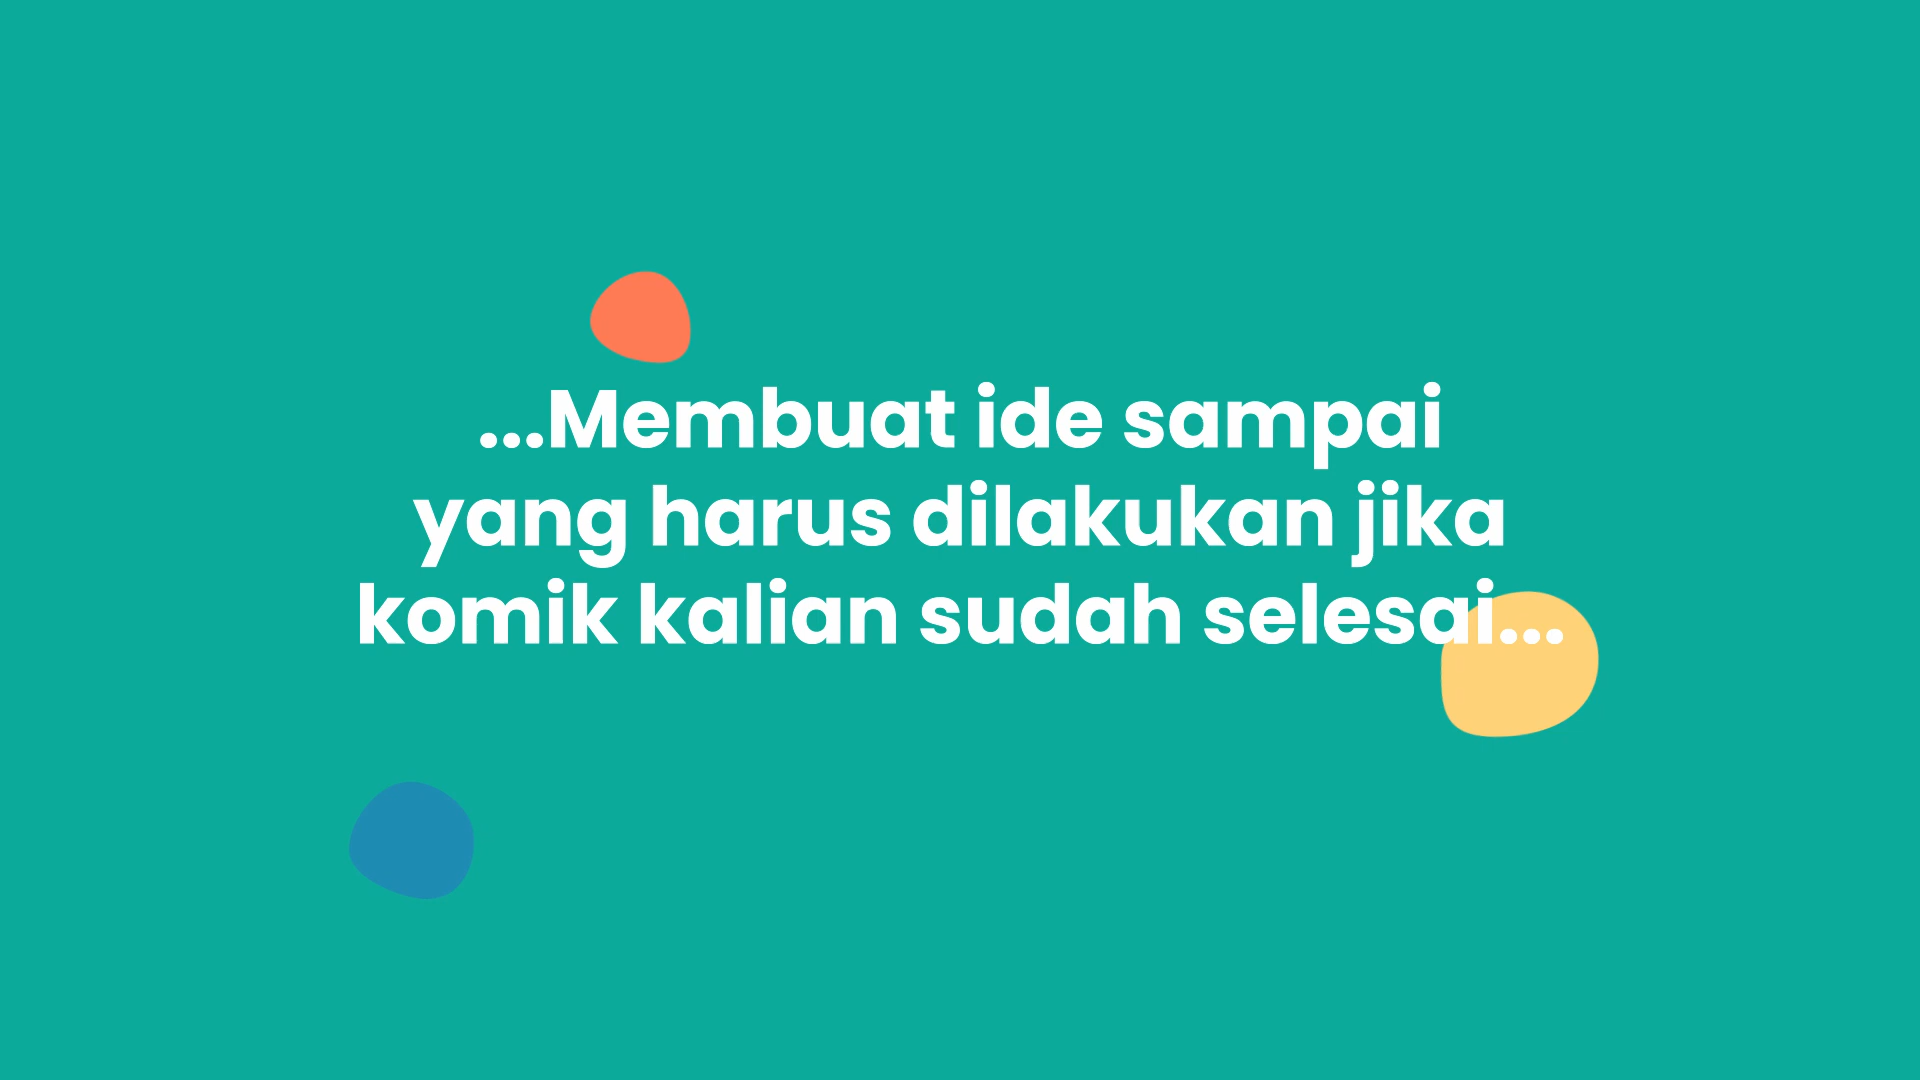 ...Membuat ide sampai
yang harus dilakukan jika
komik kalian sudah selesai...